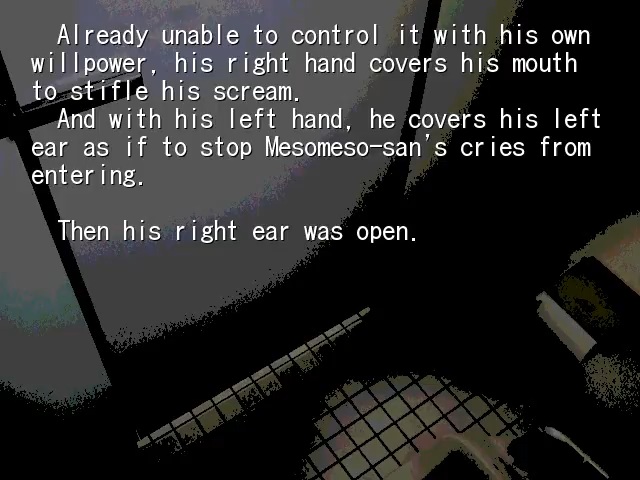 Already unable to control it with his own
willpower, his right hand covers his mouth
to stifle his scream.
And with his left hand, he covers his left
ear as if to stop Mesomeso-san's cries from
entering.
Then his right ear was open.